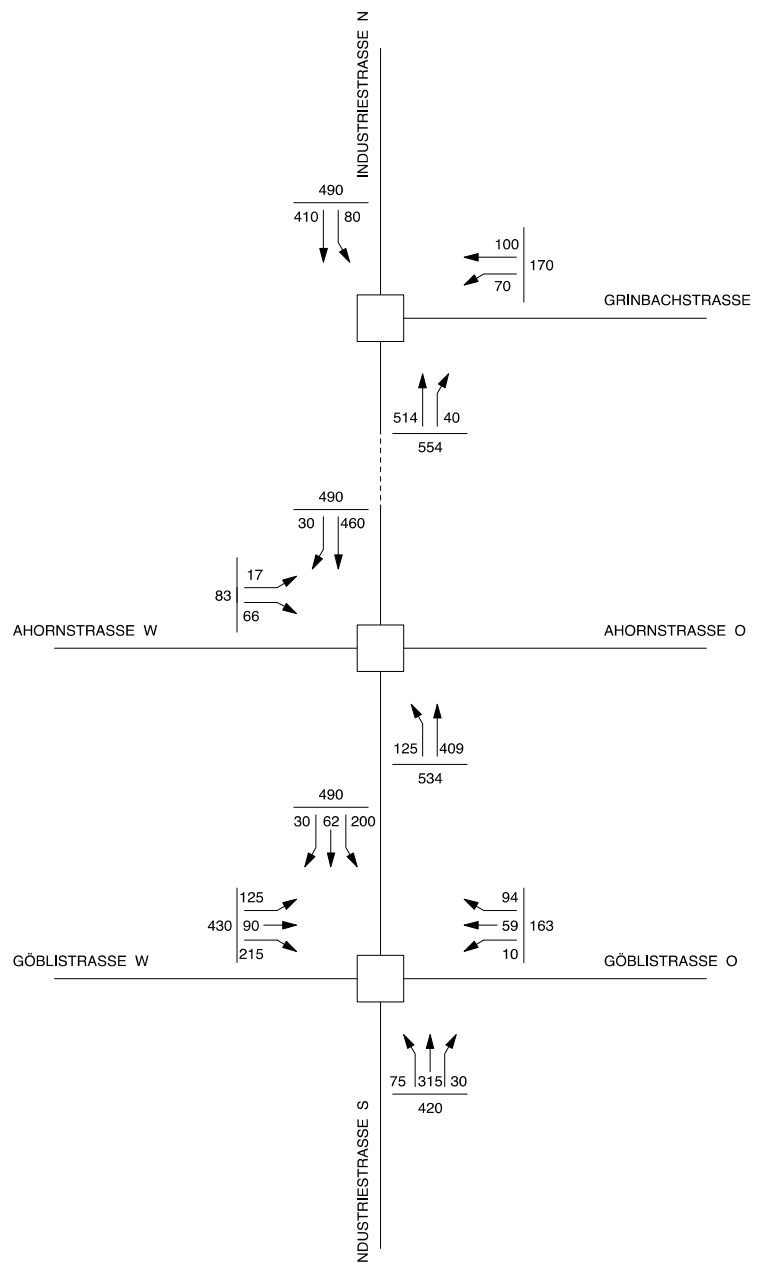 INDUSTRIESTRASSE N
490
410 80
100
170
70
GRINBACHSTRASSE
514 40
554
490
30 460
17
83
66
AHORNSTRASSE W
AHORNSTRASSE O
125 409
534
490
30 62 200
125
430 90
215
94
59 163
10
GÖBLISTRASSE W
GÖBLISTRASSE O
75 315 30
420
NDUSTRIESTRASSE S